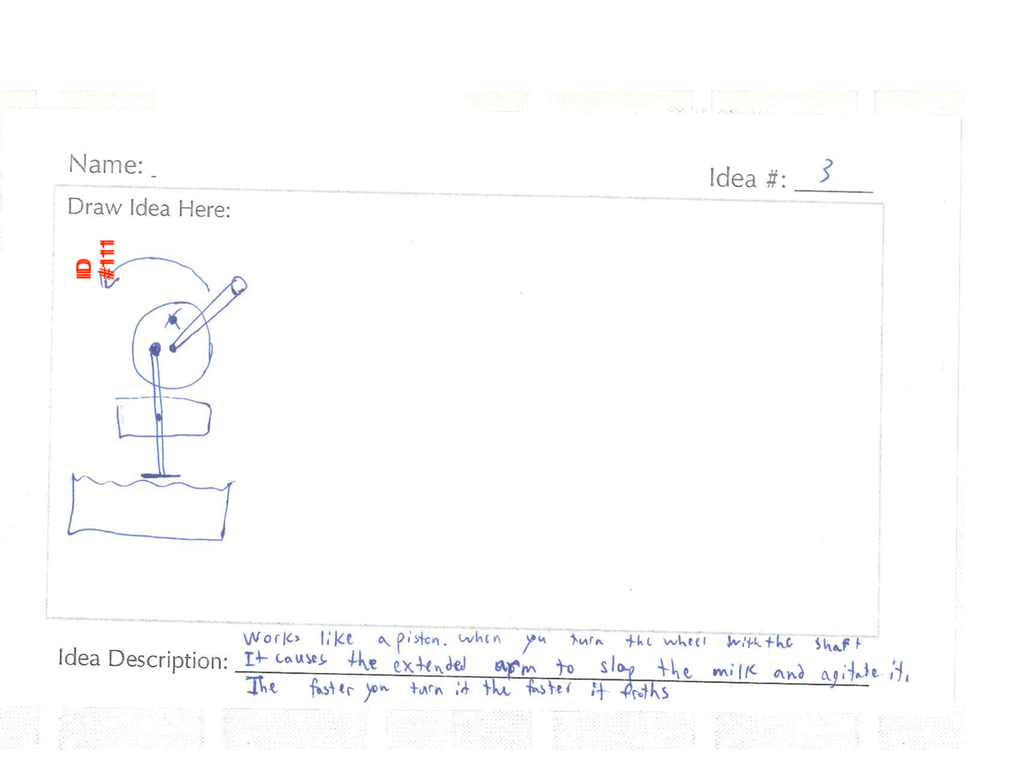 Name:
Idea #: 3
Draw Idea Here:
ID
#111
Works like a piston. when you turn the wheel with the shaft
Idea Description: It causes the extended arm to slap the milk and agitate it.
The faster you turn it the faster it froths